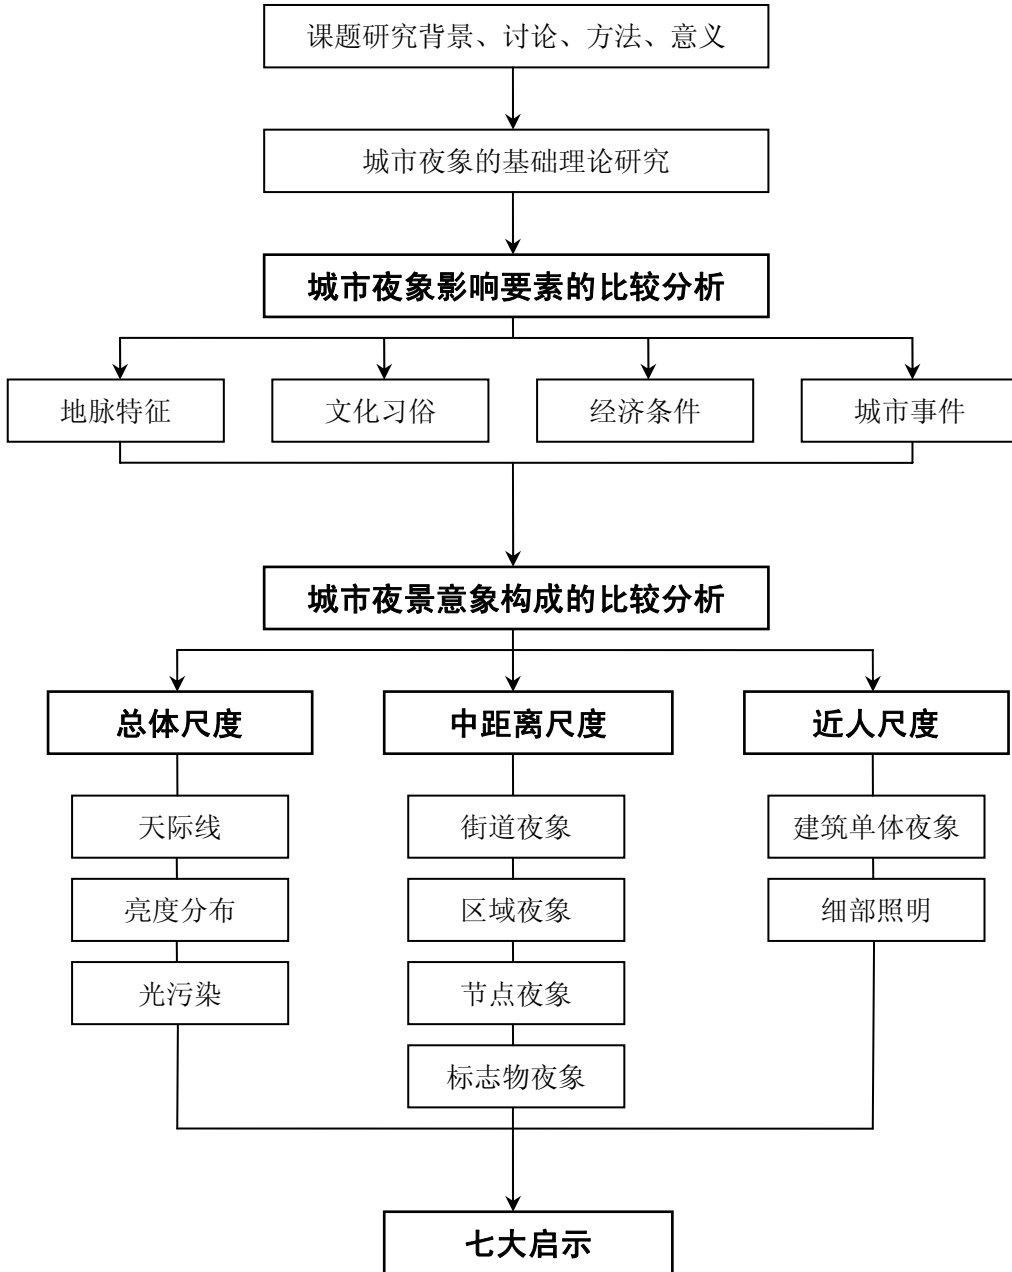 课题研究背景、讨论、方法、意义
城市夜象的基础理论研究
城市夜象影响要素的比较分析
地脉特征
文化习俗
经济条件
城市事件
城市夜景意象构成的比较分析
总体尺度
中距离尺度
近人尺度
天际线
街道夜象
建筑单体夜象
亮度分布
区域夜象
细部照明
光污染
节点夜象
标志物夜象
七大启示